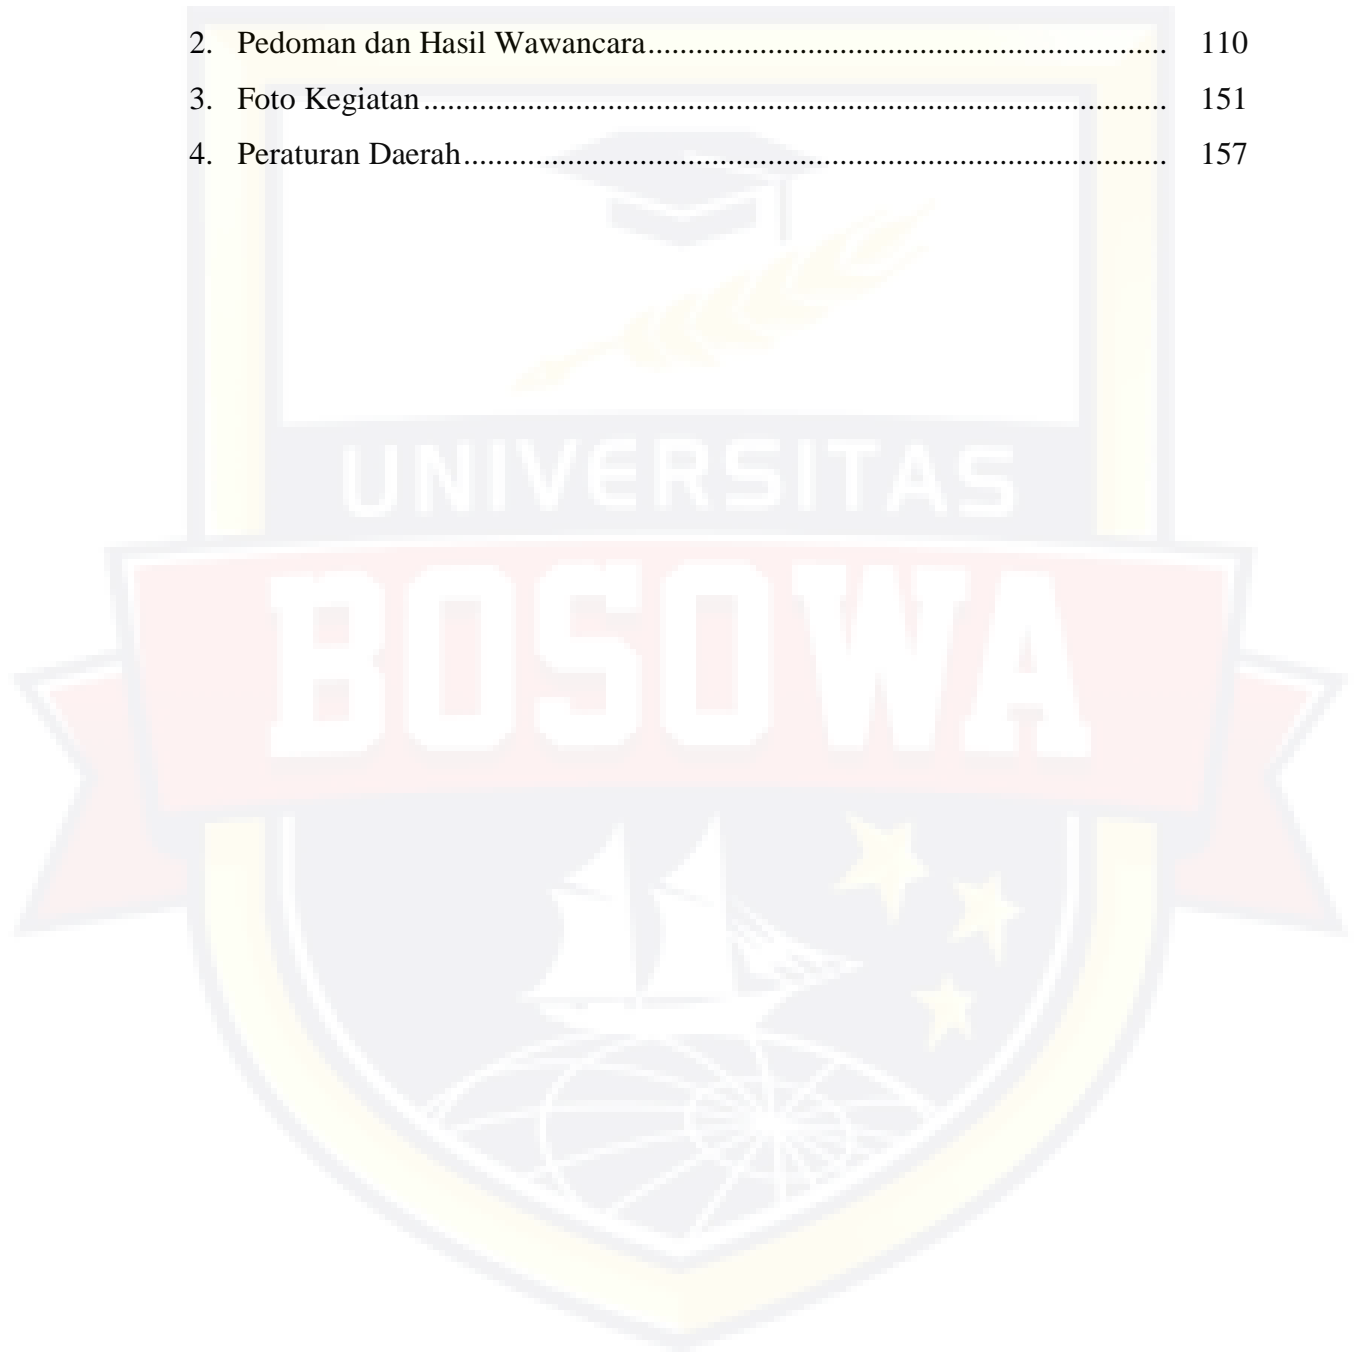 2. Pedoman dan Hasil Wawancara................................................................ 110
3. Foto Kegiatan............................................................................................ 151
4. Peraturan Daerah....................................................................................... 157
UNIVERSITAS
BOSOWA